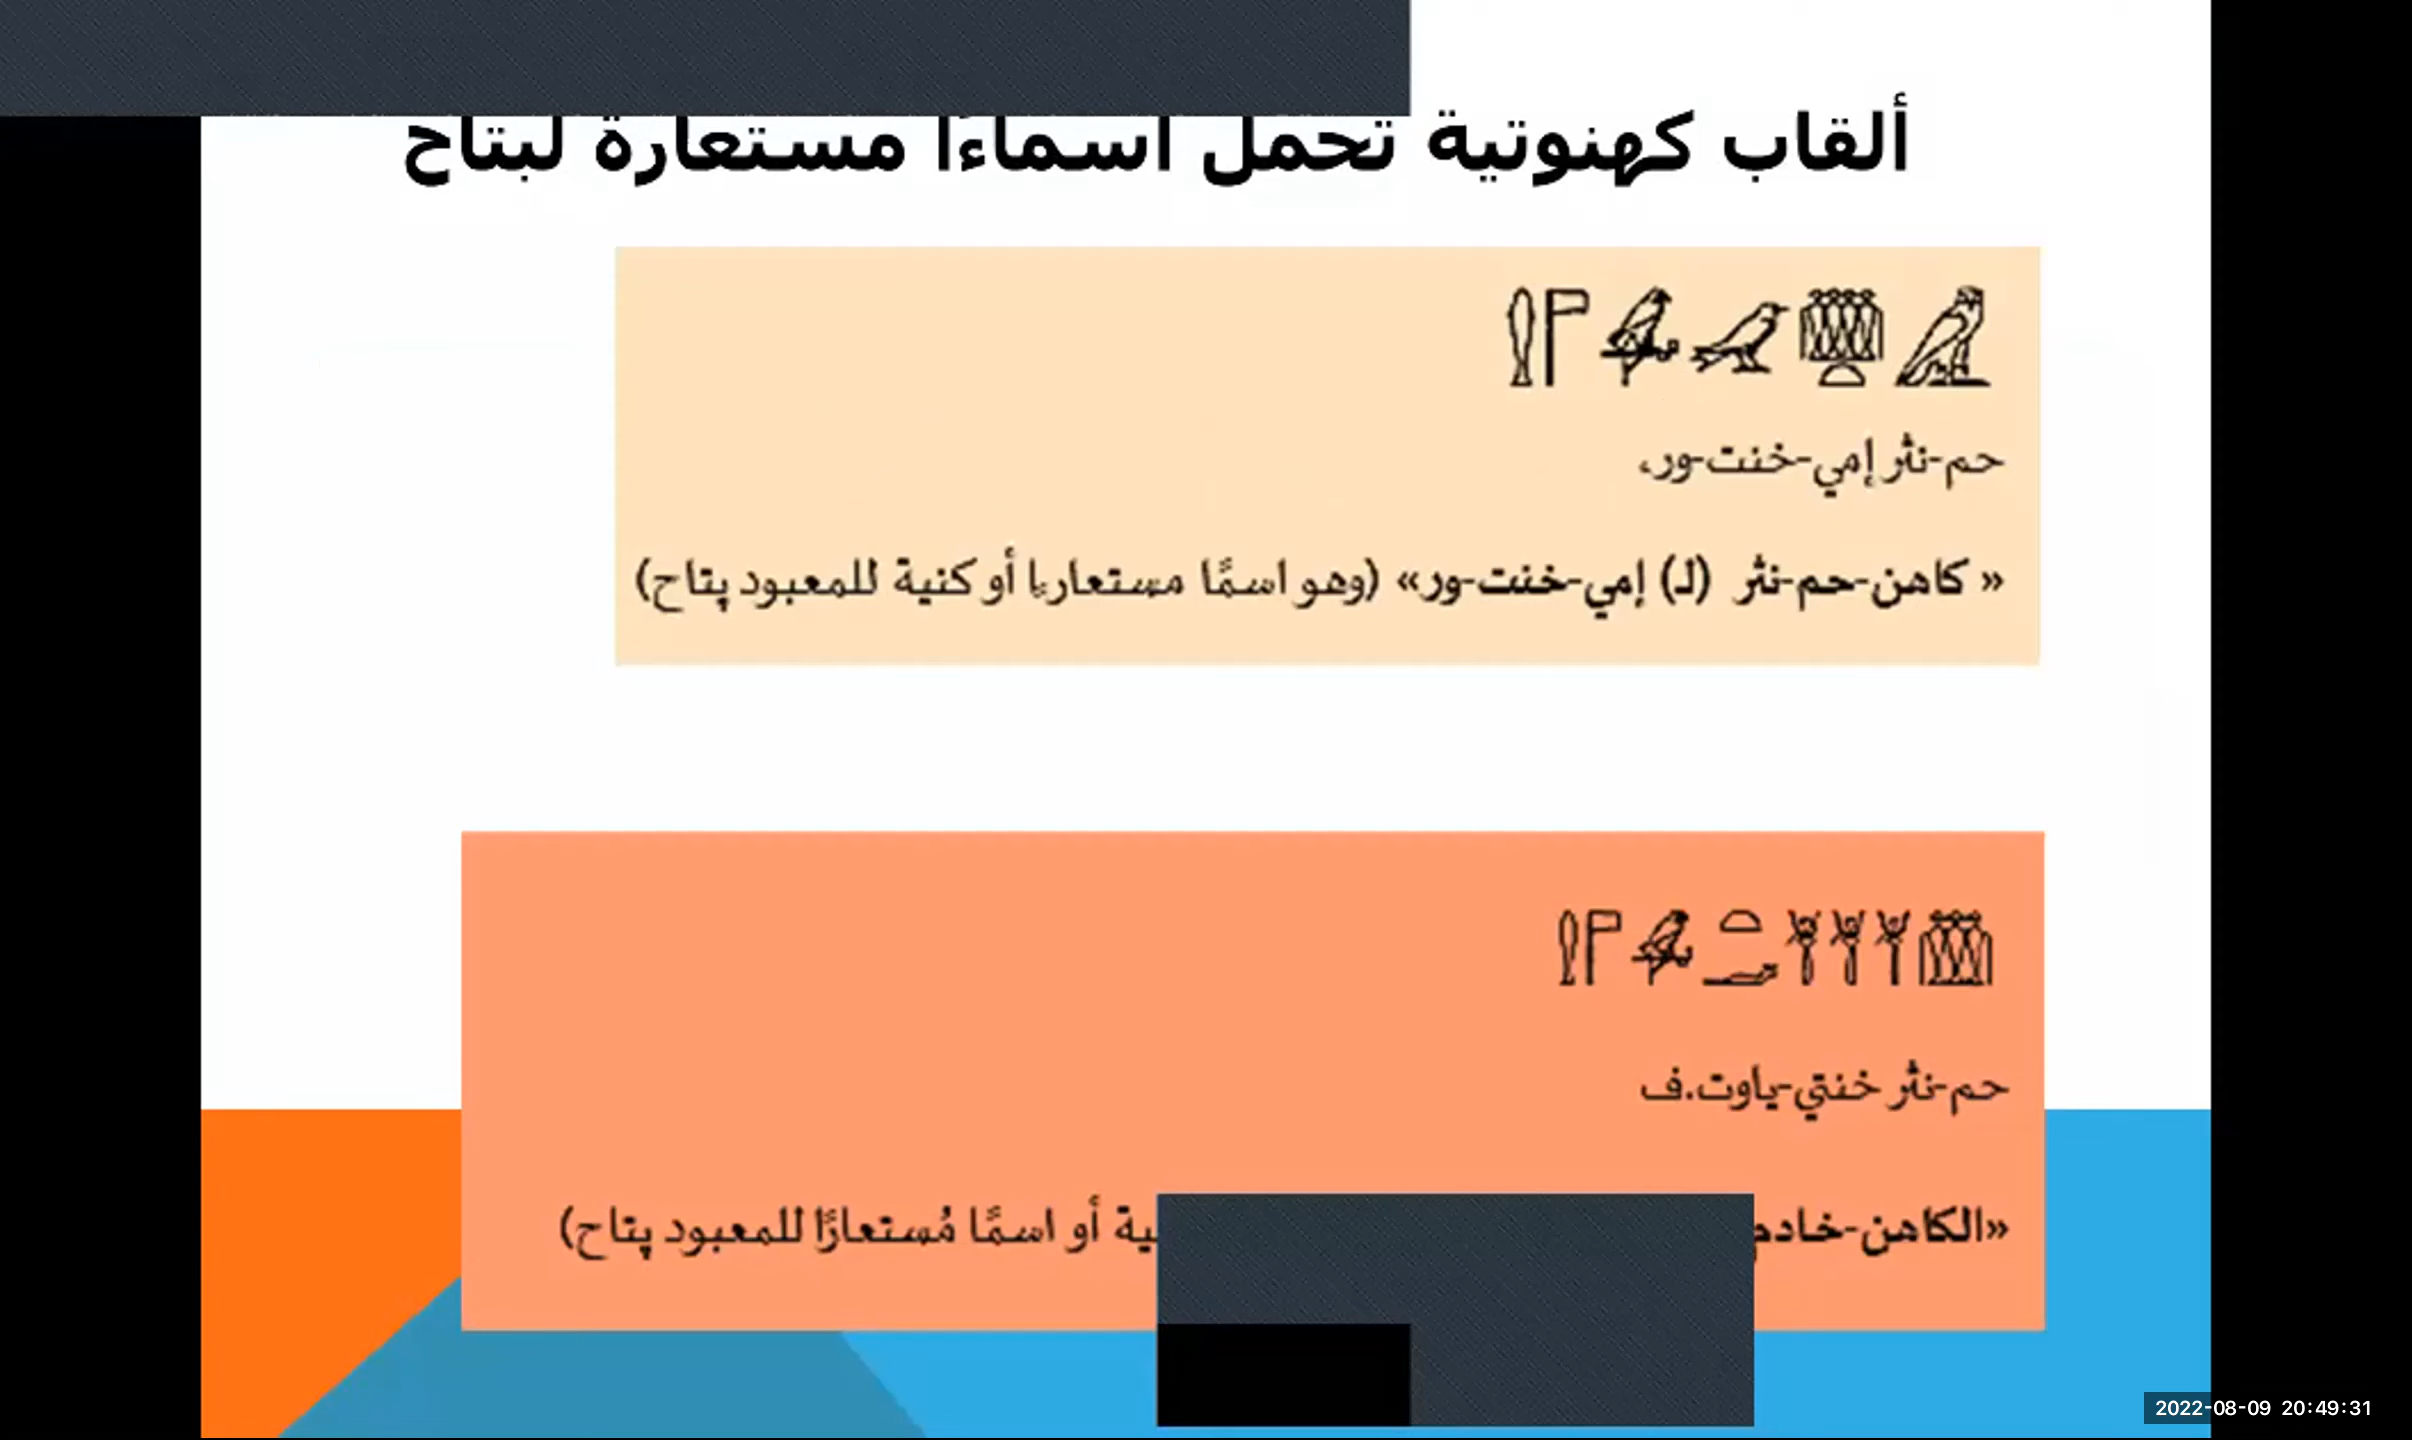 ألقاب كهنوتية تحمل أسماءًا مستعارة لبتاح
حم-نثر إمي-خنت-ور،
« كاهن-حم-نثر (لـ) إمي-خنت-ور» (وهو اسمًا مستعاريا أو كنية للمعبود پتاح)
حم-نثر خنتي-ياوت.ف
«الكاهن-خادم أو اسمًا مُستعارًا للمعبود پتاح)
2022-08-09 20:49:31